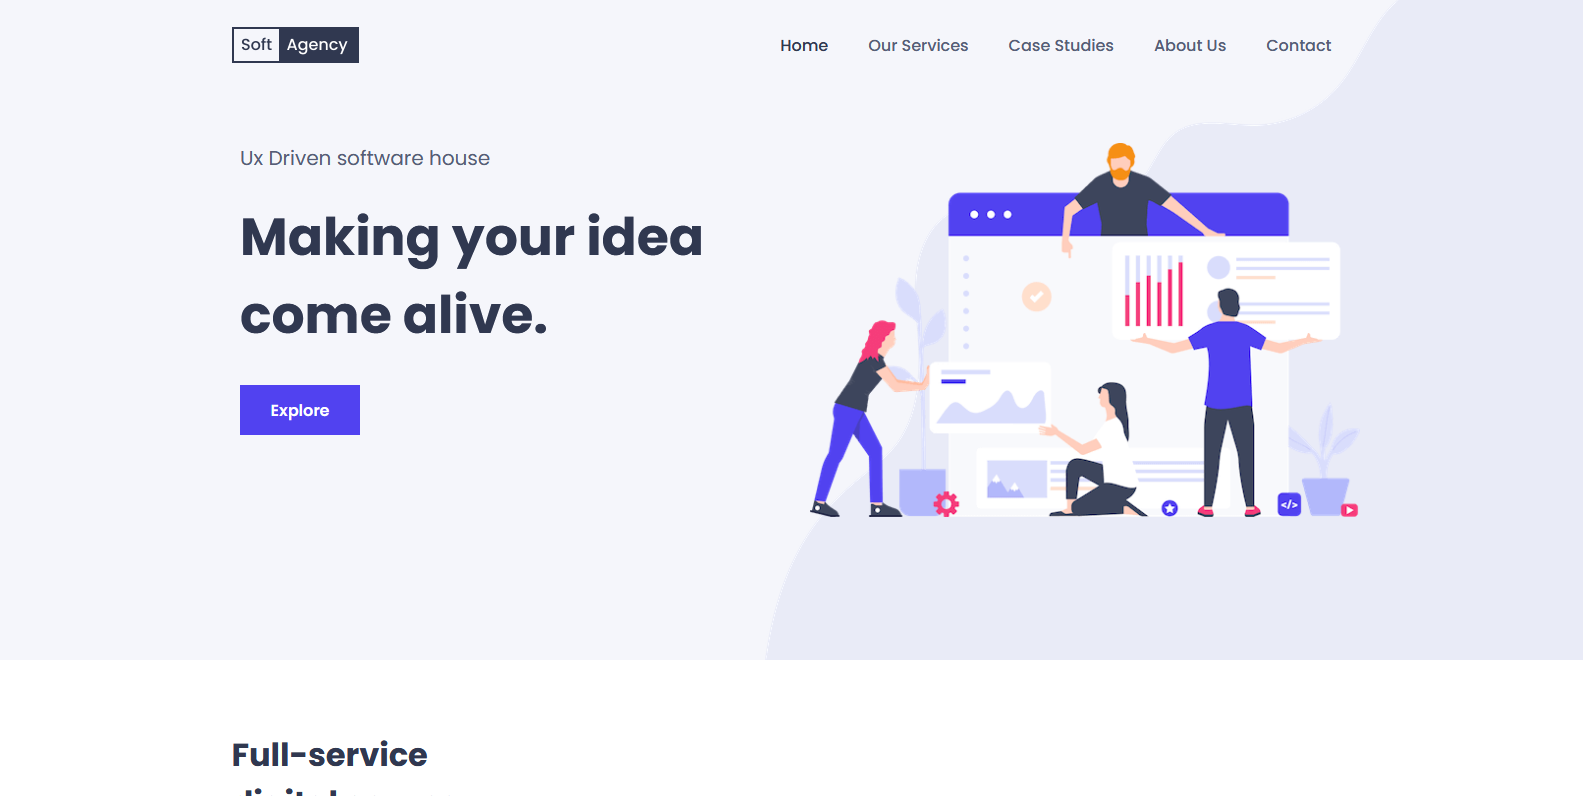 Soft Agency
Home Our Services Case Studies About Us Contact
Ux Driven software house
Making your idea
come alive.
Explore
</>
Full-service